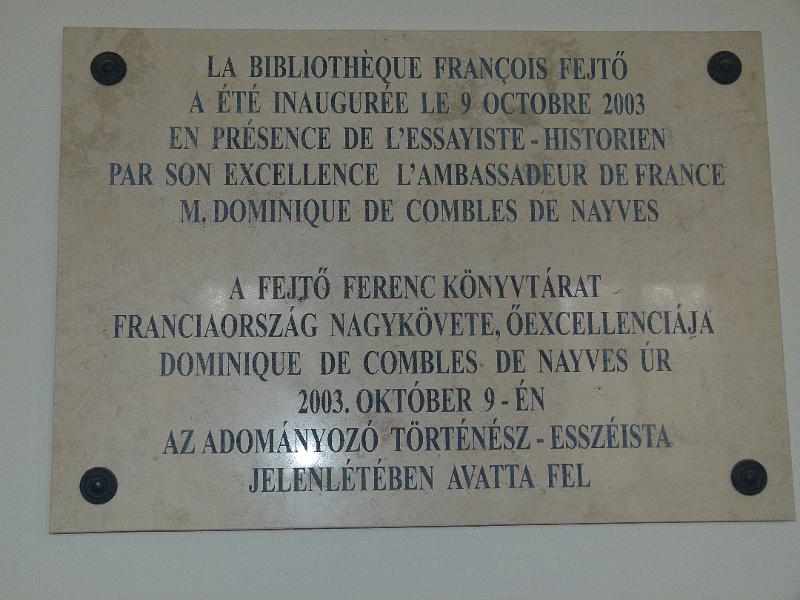 LA BIBLIOTHÈQUE FRANÇOIS FEJTŐ
A ÉTÉ INAUGURÉE LE 9 OCTOBRE 2003
EN PRÉSENCE DE L'ESSAYISTE - HISTORIEN
PAR SON EXCELLENCE L'AMBASSADEUR DE FRANCE
M. DOMINIQUE DE COMBLES DE NAYVES
A FEJTŐ FERENC KÖNYVTÁRAT
FRANCIAORSZÁG NAGYKÖVETE, ŐEXCELLENCIÁJA
DOMINIQUE DE COMBLES DE NAYVES ÚR
2003. OKTÓBER 9 - ÉN
AZ ADOMÁNYOZÓ TÖRTÉNÉSZ - ESSZÉISTA
JELENLÉTÉBEN AVATTA FEL